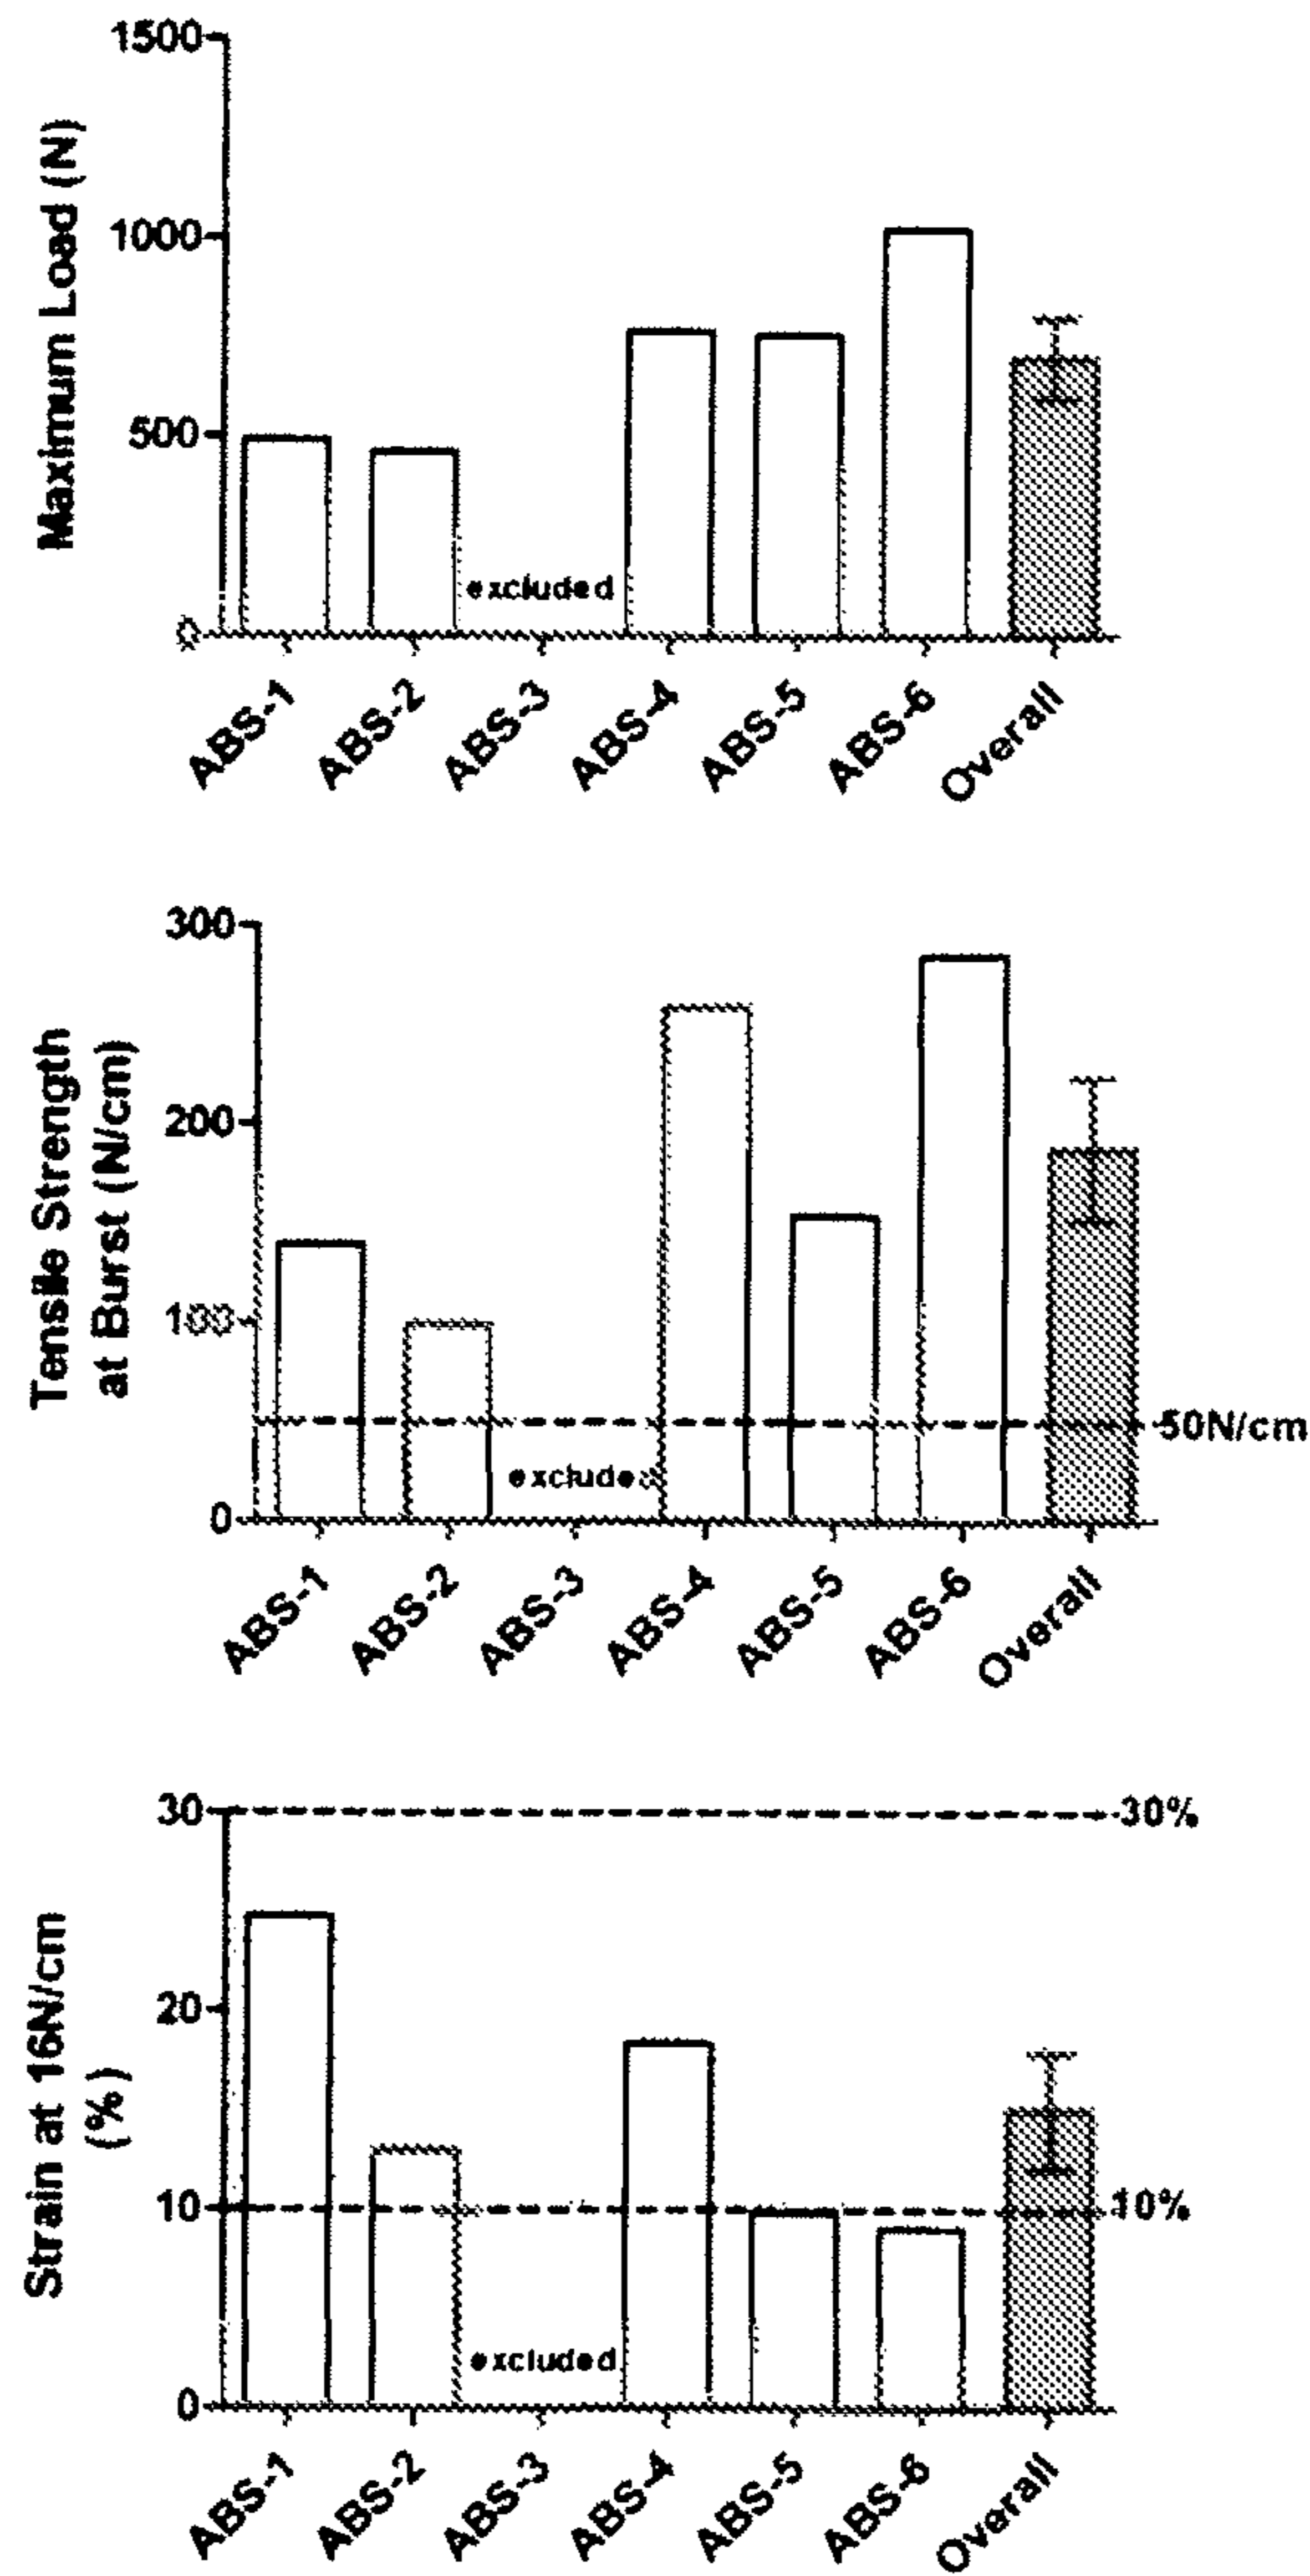 Maximum Load (N)
1500
1000
500
0
excluded
ABS-1
ABS-2
ABS-3
ABS-4
ABS-5
ABS-6
Overall
Tensile Strength
at Burst (N/cm)
300
200
100
0
50N/cm
exclude
ABS-1
ABS-2
ABS-3
ABS-4
ABS-5
ABS-6
Overall
Strain at 16N/cm
(%)
30
20
10
0
30%
10%
excluded
ABS-1
ABS-2
ABS-3
ABS-4
ABS-5
ABS-6
Overall